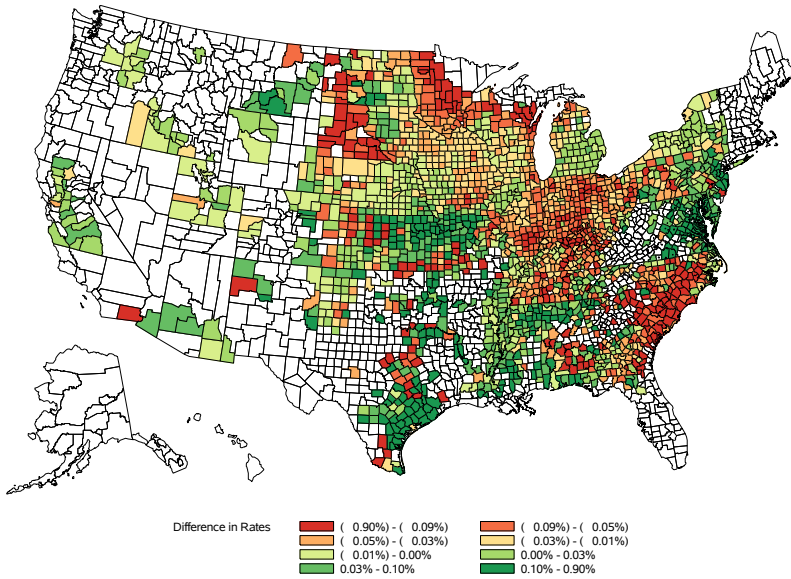 Difference in Rates
( 0.90%) - ( 0.09%) ( 0.09%) - ( 0.05%)
( 0.05%) - ( 0.03%) ( 0.03%) - ( 0.01%)
( 0.01%) - 0.00% 0.00% - 0.03%
0.03% - 0.10% 0.10% - 0.90%